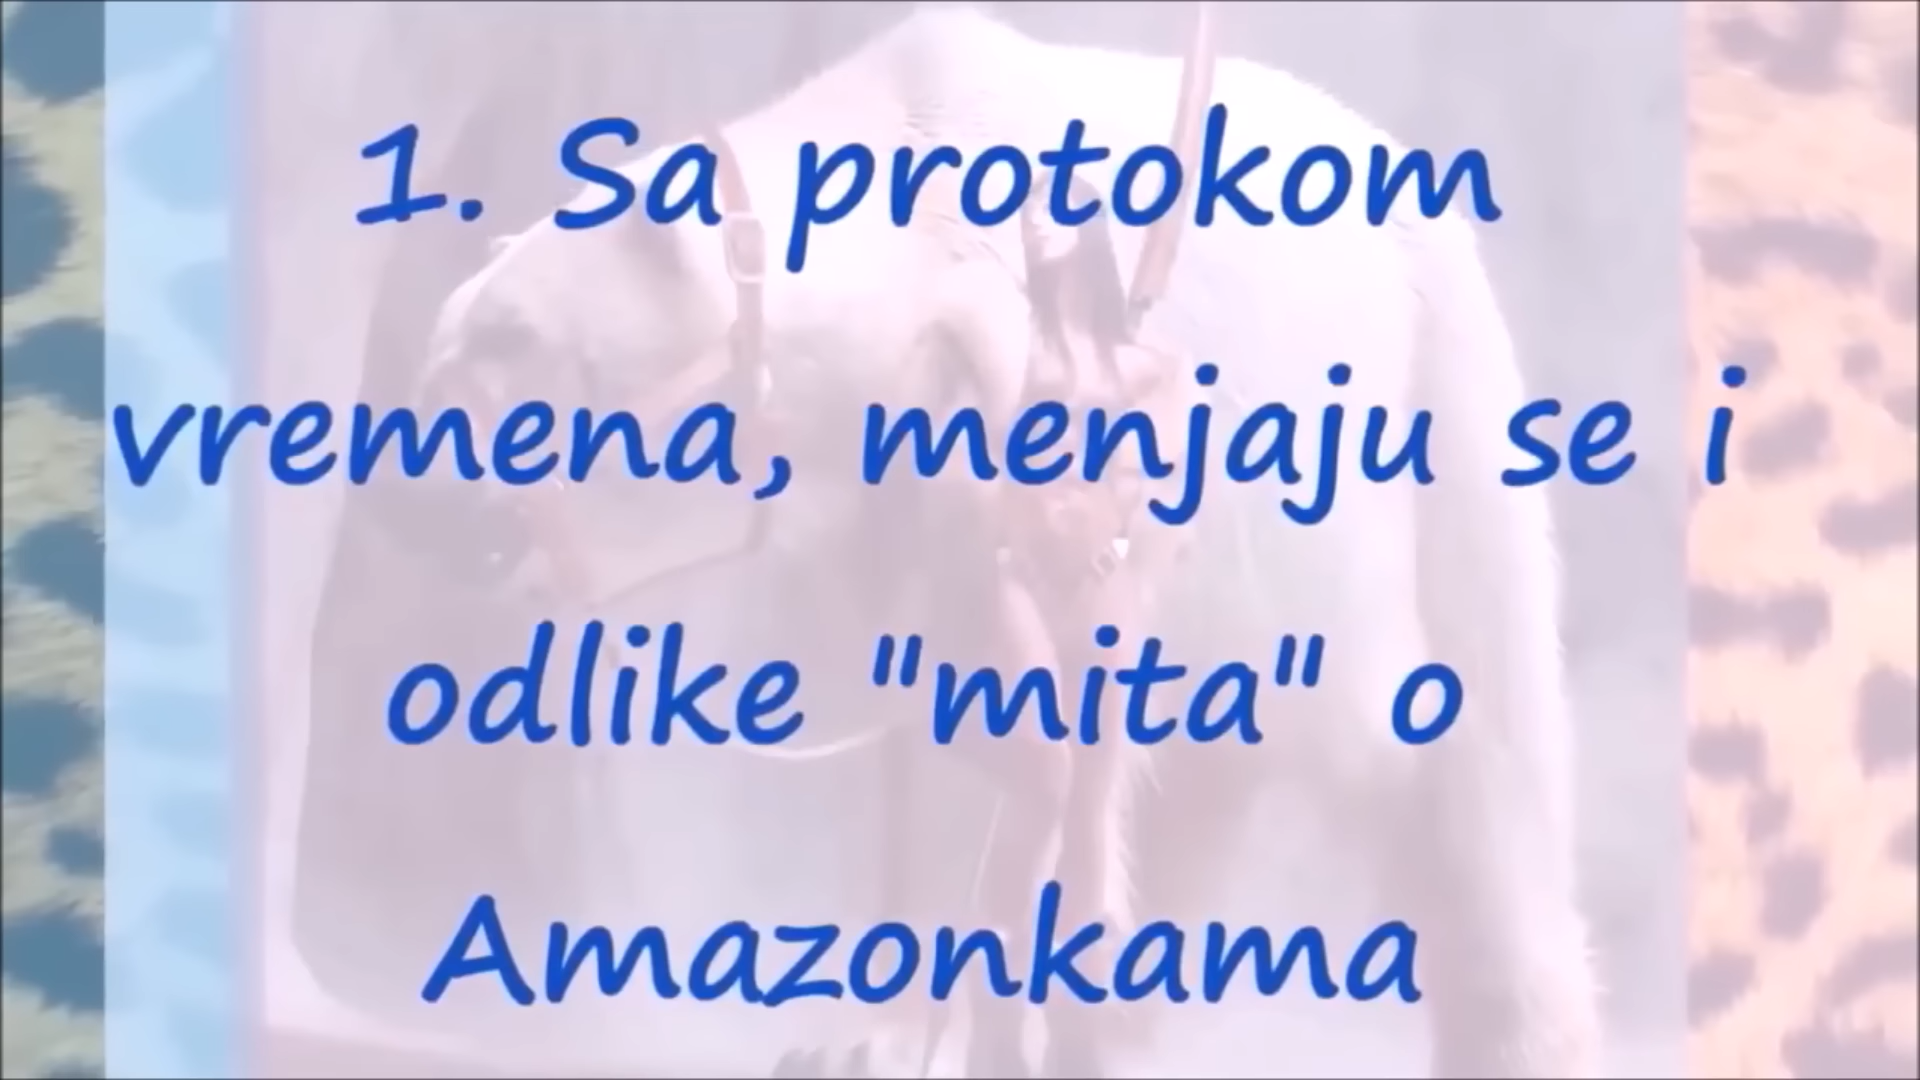 1. Sa protokom
vremena, menjaju se i
odlike "mita" o
Amazonkama